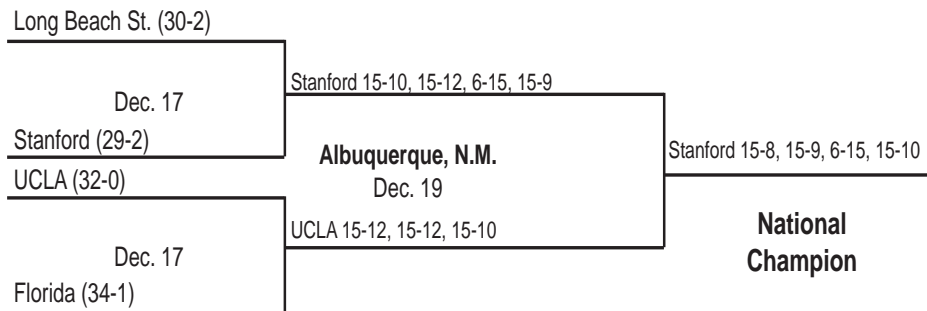 Long Beach St. (30-2)
Stanford 15-10, 15-12, 6-15, 15-9
Dec. 17
Stanford (29-2)
Albuquerque, N.M.
Stanford 15-8, 15-9, 6-15, 15-10
UCLA (32-0)
Dec. 19
UCLA 15-12, 15-12, 15-10
National
Champion
Dec. 17
Florida (34-1)